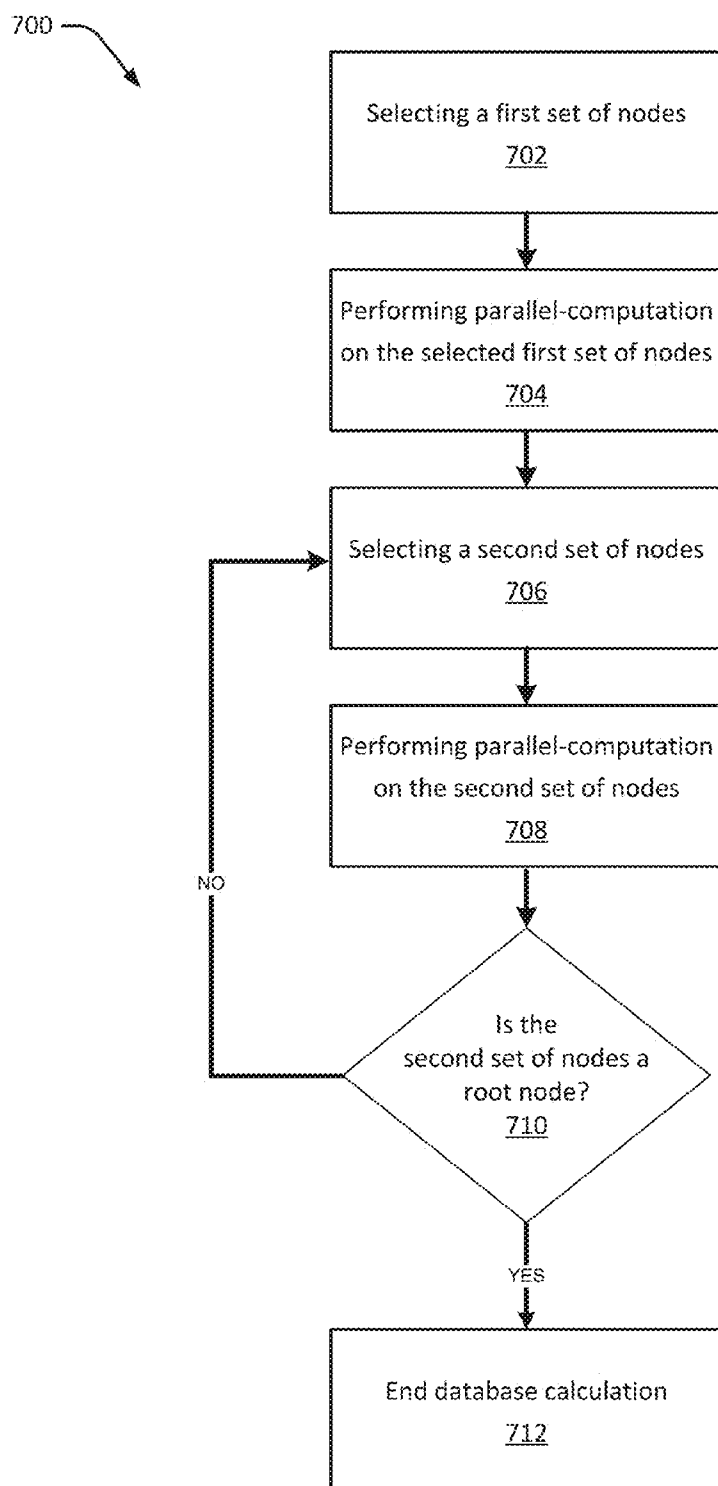 700
Selecting a first set of nodes
702
Performing parallel-computation
on the selected first set of nodes
704
Selecting a second set of nodes
706
Performing parallel-computation
on the second set of nodes
708
NO
Is the
second set of nodes a
root node?
710
YES
End database calculation
712